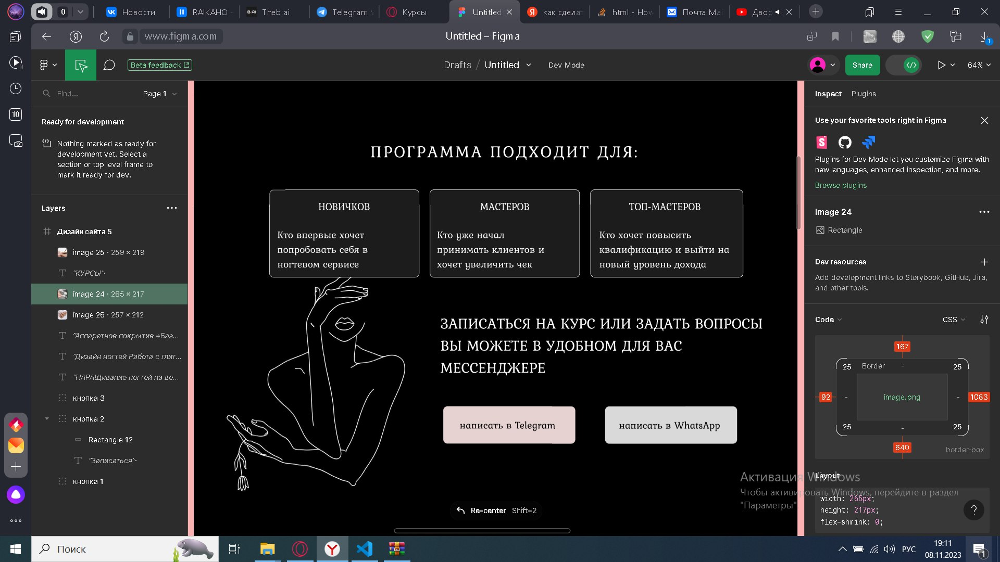 0
Новости
RAIKAHO -
BAI Theb.ai
Telegram
Курсы
Untitled
как сделат
html - How
Почта Mai
Двор
www.figma.com
Untitled – Figma
1
Beta feedback
Drafts / Untitled
Dev Mode
Share
64%
Find...
Page 1
10
Ready for development
Nothing marked as ready for
development yet. Select a
section or top level frame to
mark it ready for dev.
Layers
Дизайн сайта 5
image 25 · 259 × 219
"КУРСЫ"·
image 24 · 265 × 217
image 26 · 257 × 212
"Аппаратное покрытие +Баз...
"Дизайн ногтей Работа с глит...
"НАРАЩивание ногтей на ве...
кнопка 3
кнопка 2
Rectangle 12
"Записаться"·
кнопка 1
ПРОГРАММА ПОДХОДИТ ДЛЯ:
НОВИЧКОВ
Кто впервые хочет
попробовать себя в
ногтевом сервисе
МАСТЕРОВ
Кто уже начал
принимать клиентов и
хочет увеличить чек
ТОП-МАСТЕРОВ
Кто хочет повысить
квалификацию и выйти на
новый уровень дохода
ЗАПИСАТЬСЯ НА КУРС ИЛИ ЗАДАТЬ ВОПРОСЫ
ВЫ МОЖЕТЕ В УДОБНОМ ДЛЯ ВАС
МЕССЕНДЖЕРЕ
написать в Telegram
написать в WhatsApp
Re-center Shift+2
Inspect Plugins
Use your favorite tools right in Figma
Plugins for Dev Mode let you customize Figma with
new languages, enhanced inspection, and more.
Browse plugins
image 24
Rectangle
Dev resources
Add development links to Storybook, GitHub, Jira,
and other tools.
Code
CSS
167
25 Border - 25
92 - image.png - 1083
25 - 25
640
border-box
Layout
width: 265px;
height: 217px;
flex-shrink: 0;
?
Активация Windows
Чтобы активировать Windows, перейдите в раздел
"Параметры"
Поиск
РУС
19:11
08.11.2023
1